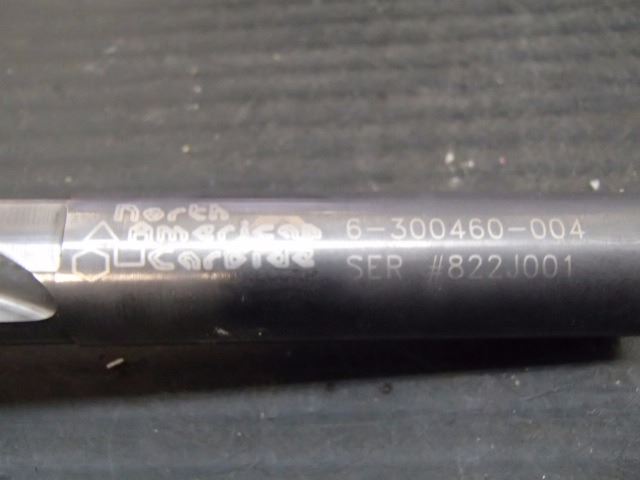 North
American
Carbide
6-300460-004
SER #822J001